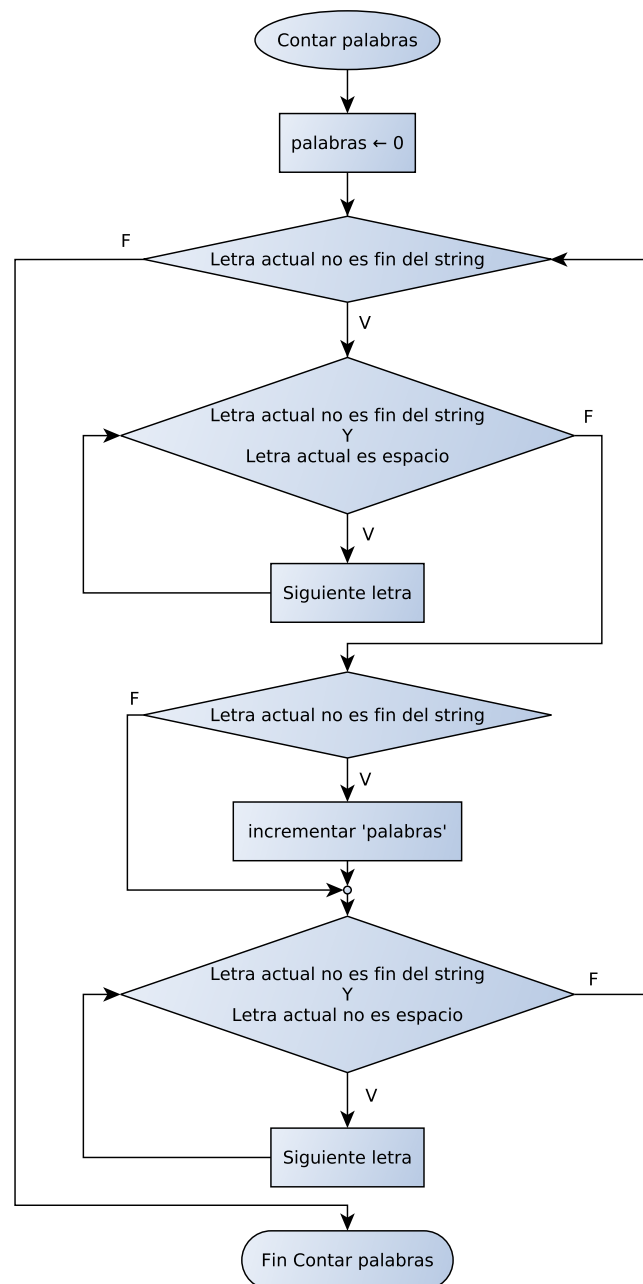 Contar palabras
palabras ← 0
F
Letra actual no es fin del string
V
Letra actual no es fin del string
Y
Letra actual es espacio
F
V
Siguiente letra
F
Letra actual no es fin del string
V
incrementar 'palabras'
Letra actual no es fin del string
Y
Letra actual no es espacio
F
V
Siguiente letra
Fin Contar palabras